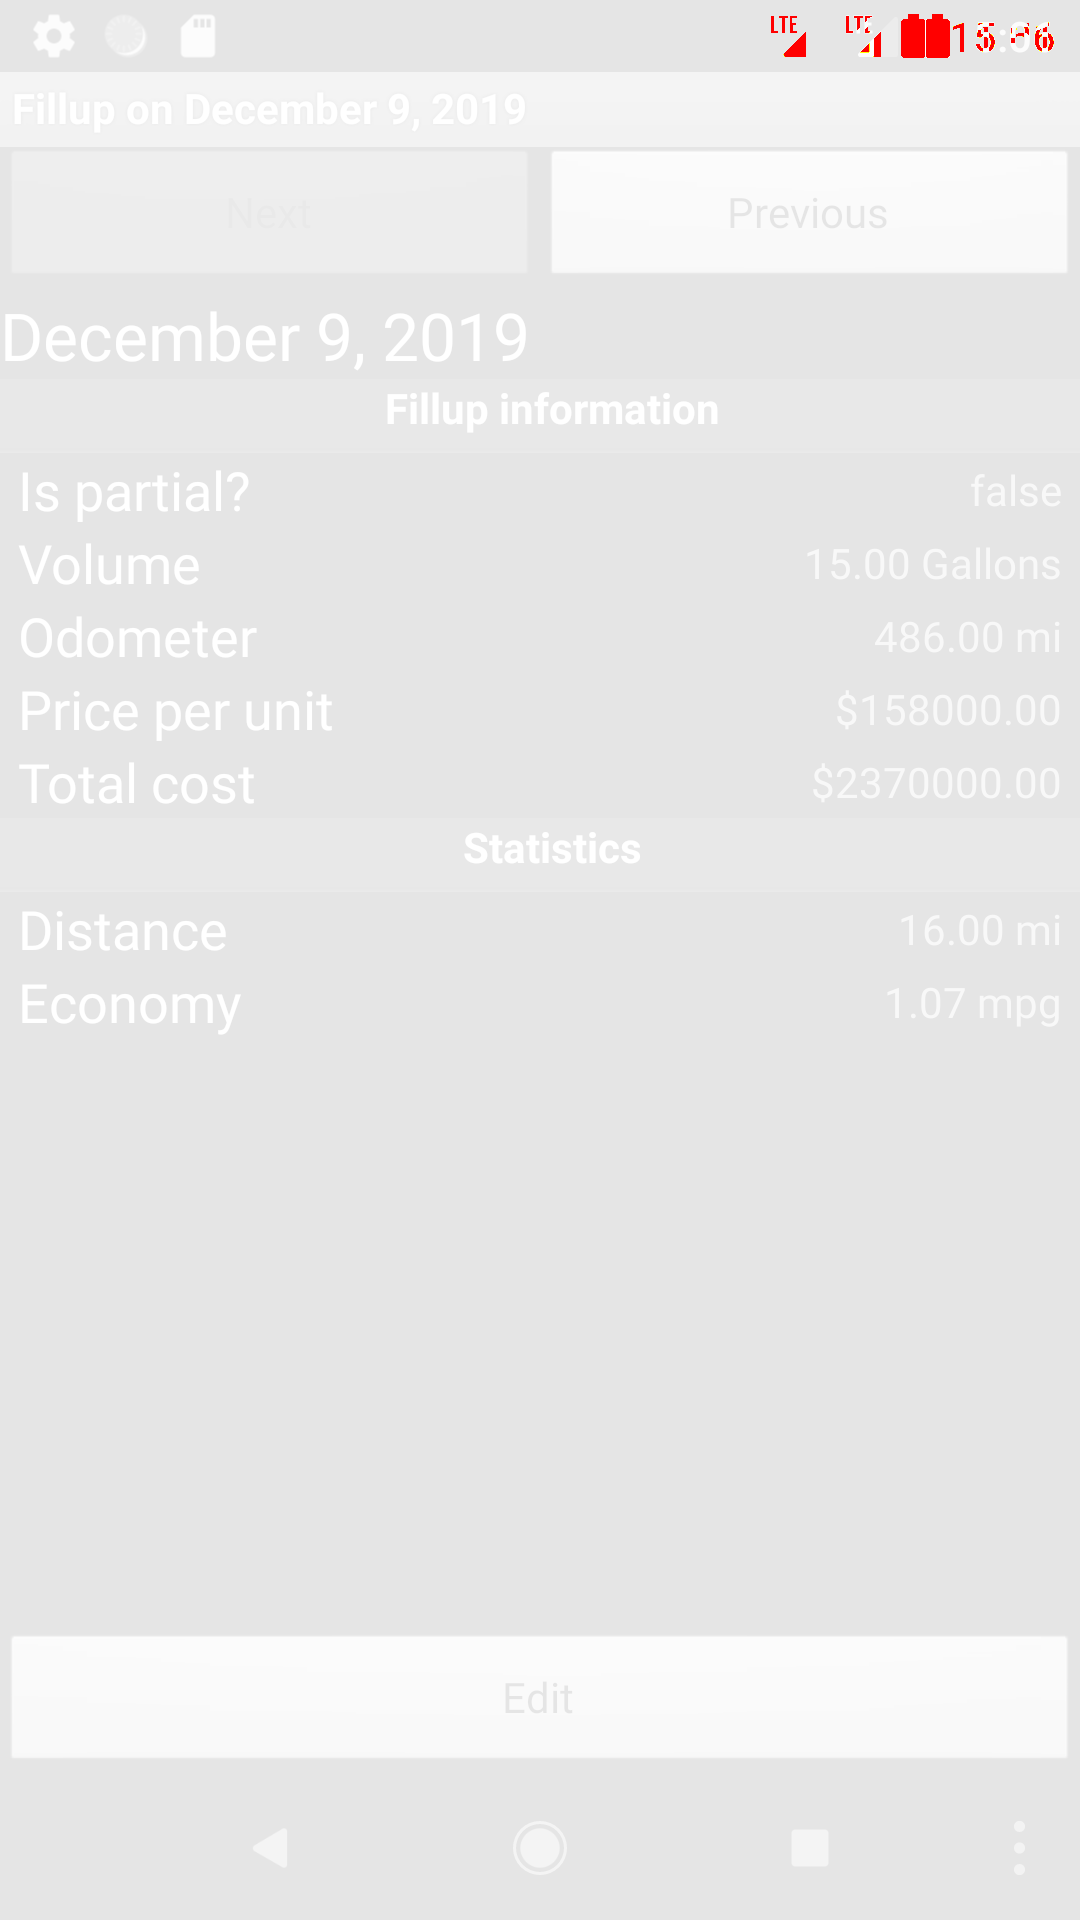 LTE LTE
Fillup on December 9, 2019
Next Previous
December 9, 2019
Fillup information
Is partial? false
Volume 15.00 Gallons
Odometer 486.00 mi
Price per unit $158000.00
Total cost $2370000.00
Statistics
Distance 16.00 mi
Economy 1.07 mpg
Edit